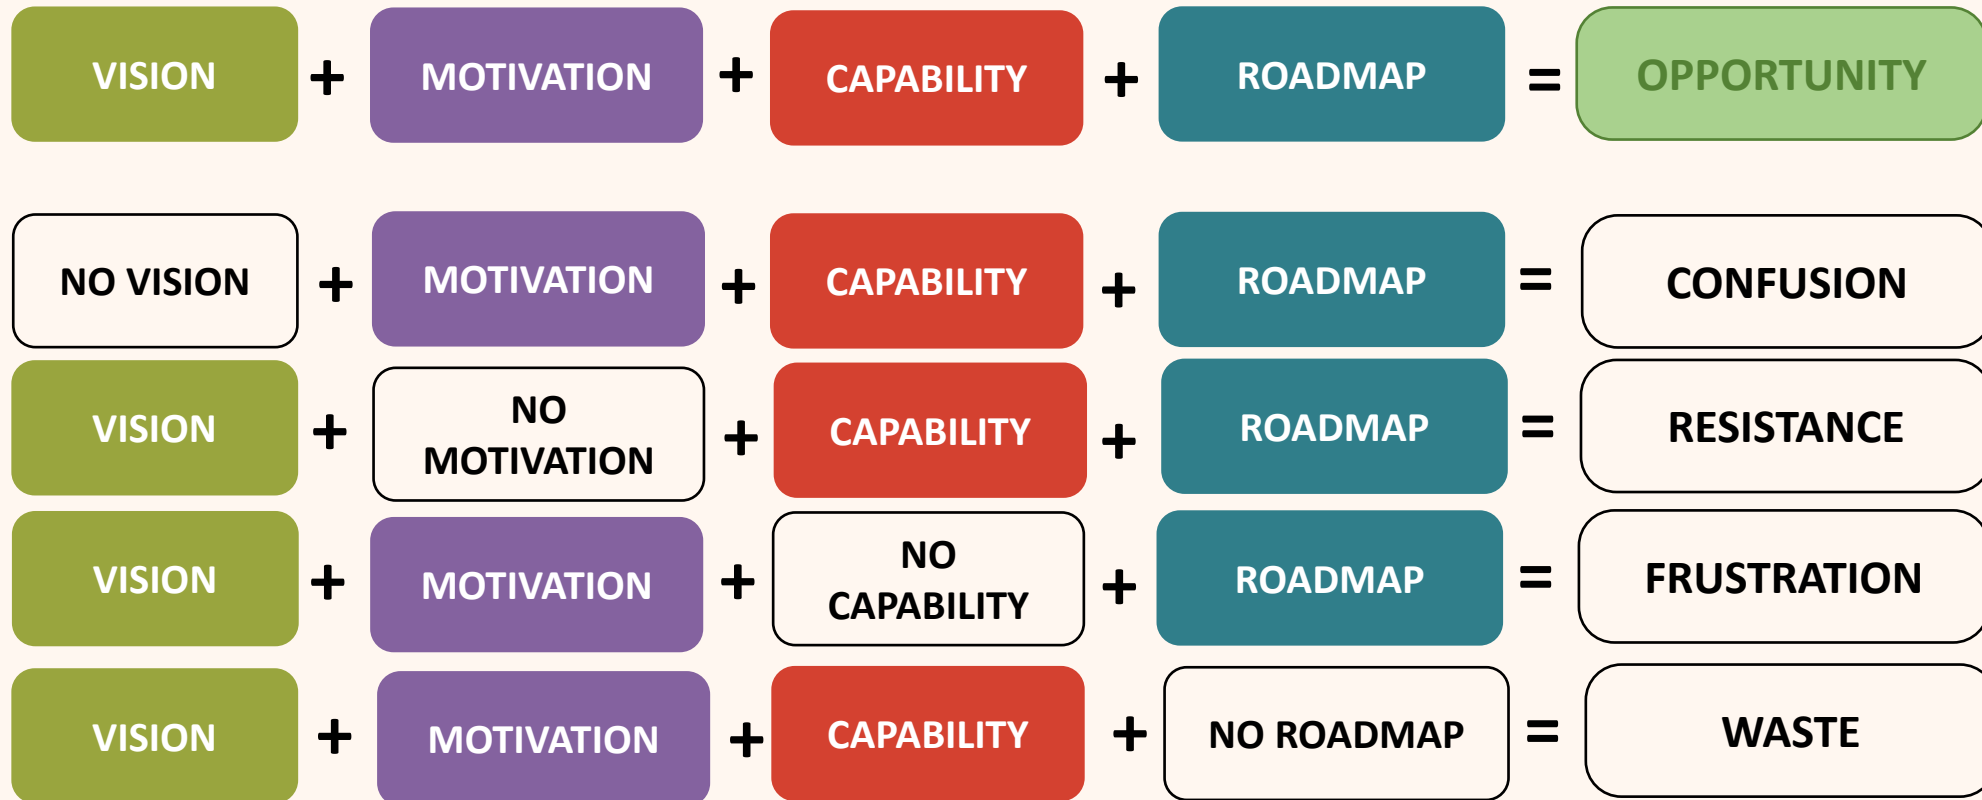 VISION + MOTIVATION + CAPABILITY + ROADMAP = OPPORTUNITY
NO VISION + MOTIVATION + CAPABILITY + ROADMAP = CONFUSION
VISION + NO MOTIVATION + CAPABILITY + ROADMAP = RESISTANCE
VISION + MOTIVATION + NO CAPABILITY + ROADMAP = FRUSTRATION
VISION + MOTIVATION + CAPABILITY + NO ROADMAP = WASTE